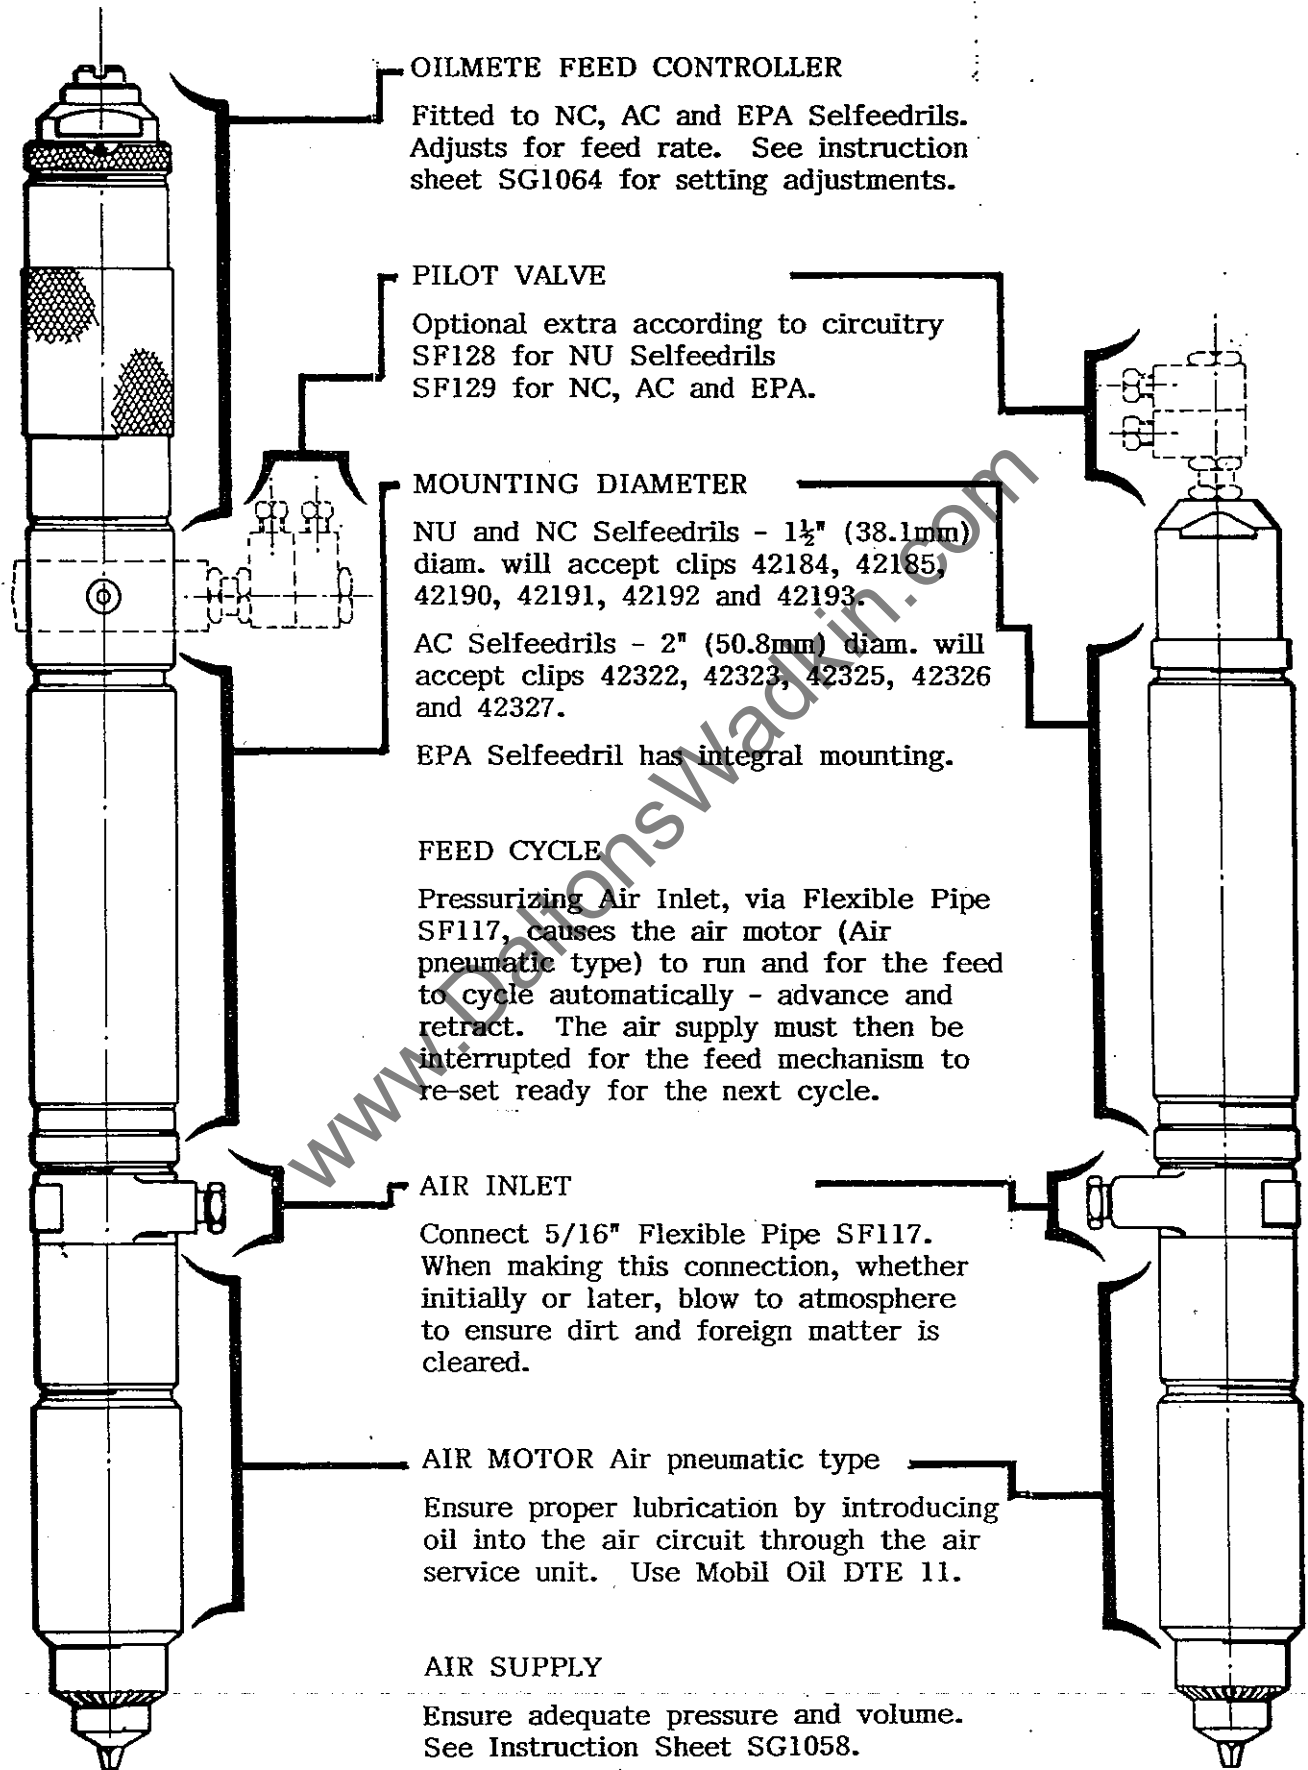 OILMETE FEED CONTROLLER
Fitted to NC, AC and EPA Selfeedrils.
Adjusts for feed rate. See instruction
sheet SG1064 for setting adjustments.
PILOT VALVE
Optional extra according to circuitry
SF128 for NU Selfeedrils
SF129 for NC, AC and EPA.
MOUNTING DIAMETER
NU and NC Selfeedrils - 1½" (38.1mm)
diam. will accept clips 42184, 42185,
42190, 42191, 42192 and 42193.
AC Selfeedrils - 2" (50.8mm) diam. will
accept clips 42322, 42323, 42325, 42326
and 42327.
EPA Selfeedril has integral mounting.
FEED CYCLE
Pressurizing Air Inlet, via Flexible Pipe
SF117, causes the air motor (Air
pneumatic type) to run and for the feed
to cycle automatically - advance and
retract. The air supply must then be
interrupted for the feed mechanism to
re-set ready for the next cycle.
AIR INLET
Connect 5/16" Flexible Pipe SF117.
When making this connection, whether
initially or later, blow to atmosphere
to ensure dirt and foreign matter is
cleared.
AIR MOTOR Air pneumatic type
Ensure proper lubrication by introducing
oil into the air circuit through the air
service unit. Use Mobil Oil DTE 11.
AIR SUPPLY
Ensure adequate pressure and volume.
See Instruction Sheet SG1058.
www.DaltonsWadkin.com